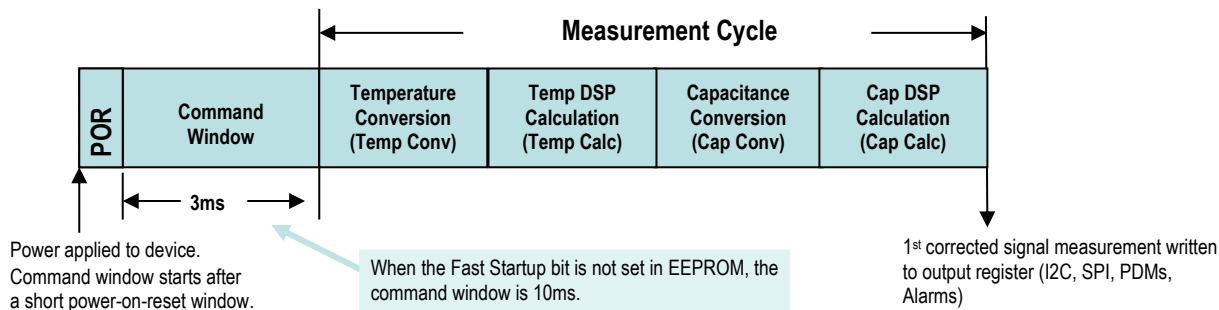 Measurement Cycle
POR
Command
Window
Temperature
Conversion
(Temp Conv)
Temp DSP
Calculation
(Temp Calc)
Capacitance
Conversion
(Cap Conv)
Cap DSP
Calculation
(Cap Calc)
3ms
Power applied to device.
Command window starts after
a short power-on-reset window.
When the Fast Startup bit is not set in EEPROM, the
command window is 10ms.
1st corrected signal measurement written
to output register (I2C, SPI, PDMs,
Alarms)